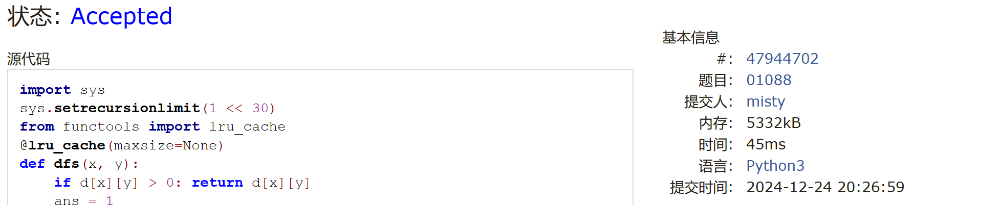 状态: Accepted
源代码
import sys
sys.setrecursionlimit(1 << 30)
from functools import lru_cache
@lru_cache(maxsize=None)
def dfs(x, y):
    if d[x][y] > 0: return d[x][y]
    ans = 1
基本信息
#: 47944702
题目: 01088
提交人: misty
内存: 5332kB
时间: 45ms
语言: Python3
提交时间: 2024-12-24 20:26:59